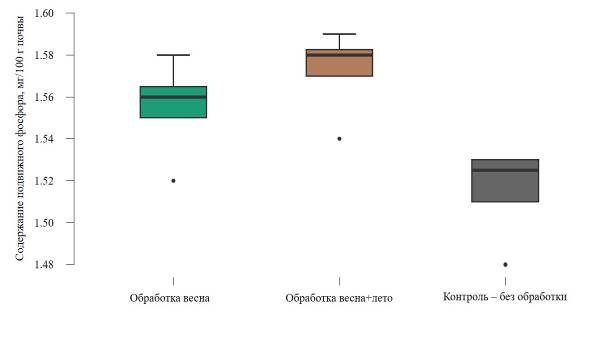 Содержание подвижного фосфора, мг/100 г почвы
1.60
1.58
1.56
1.54
1.52
1.50
1.48
Обработка весна
Обработка весна+лето
Контроль – без обработки